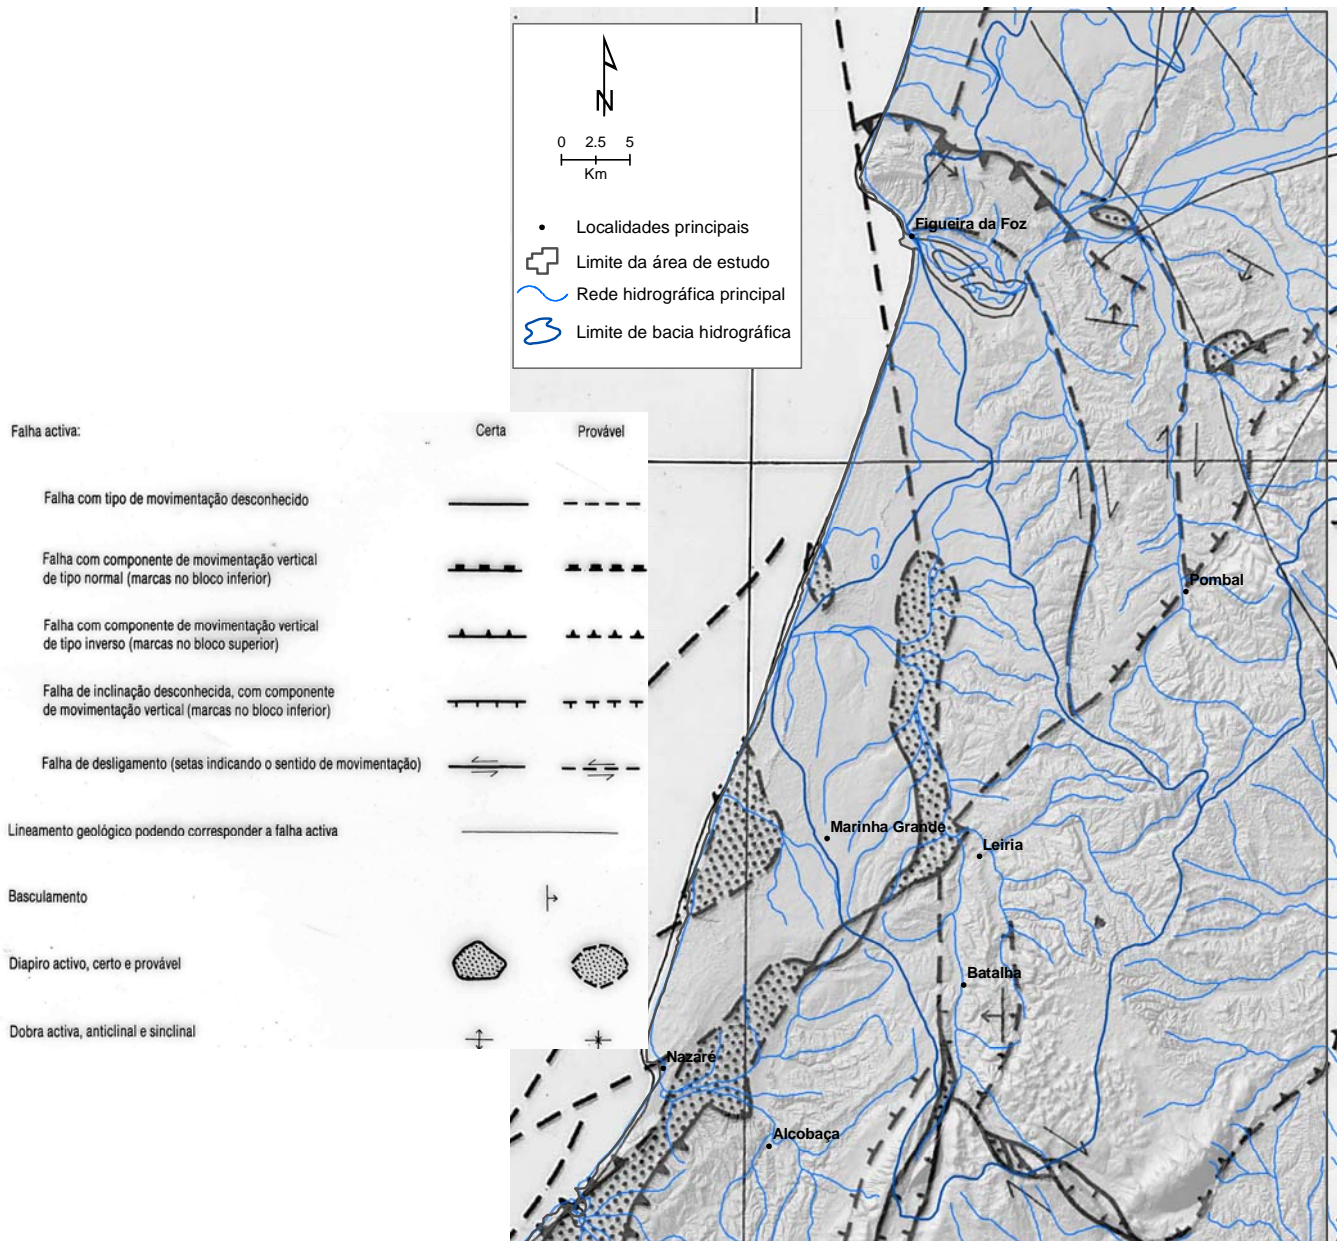 N
0 2.5 5
Km
Localidades principais
Limite da área de estudo
Rede hidrográfica principal
Limite de bacia hidrográfica
Figueira da Foz
Pombal
Marinha Grande
Leiria
Batalha
Nazaré
Alcobaça
Falha activa: Certa Provável
Falha com tipo de movimentação desconhecido
Falha com componente de movimentação vertical
de tipo normal (marcas no bloco inferior)
Falha com componente de movimentação vertical
de tipo inverso (marcas no bloco superior)
Falha de inclinação desconhecida, com componente
de movimentação vertical (marcas no bloco inferior)
Falha de desligamento (setas indicando o sentido de movimentação)
Lineamento geológico podendo corresponder a falha activa
Basculamento
Diapiro activo, certo e provável
Dobra activa, anticlinal e sinclinal